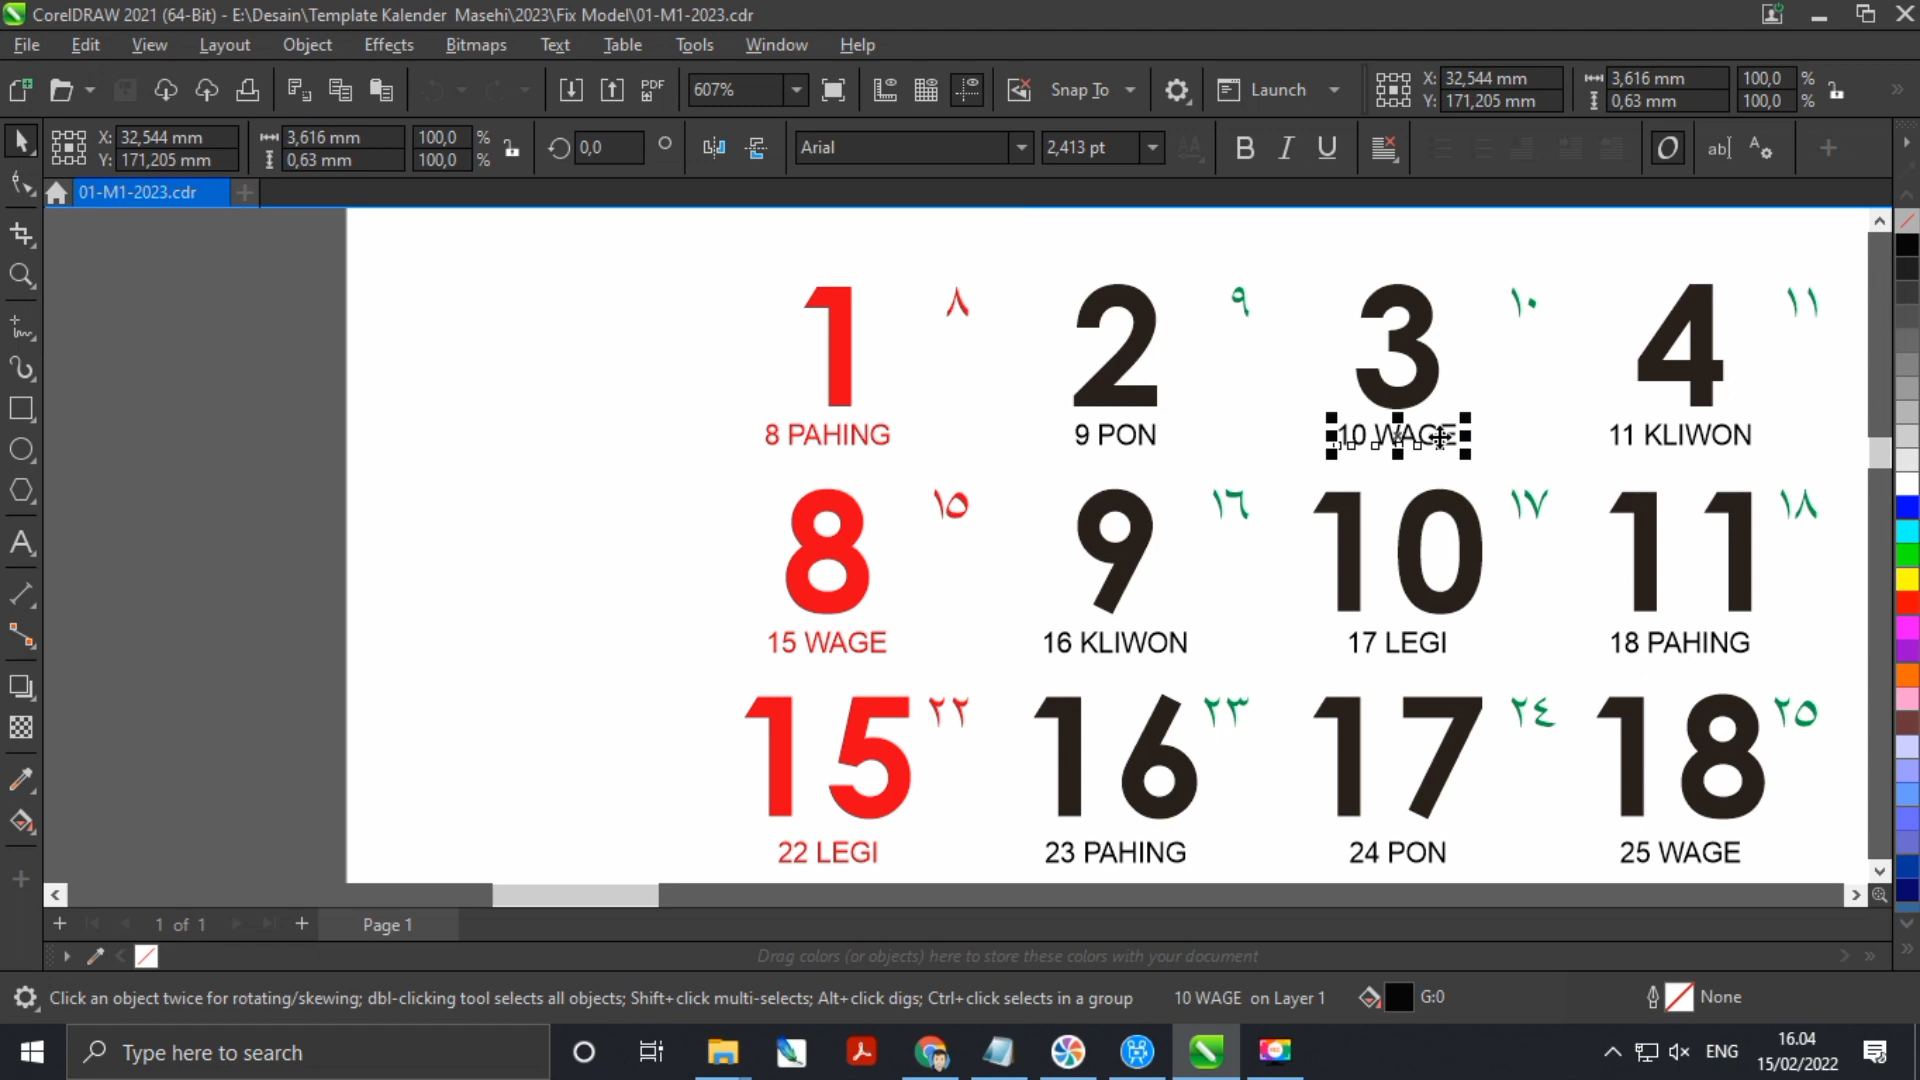 CorelDRAW 2021 (64-Bit) - E:\Desain\Template Kalender Masehi\2023\Fix Model\01-M1-2023.cdr
File Edit View Layout Object Effects Bitmaps Text Table Tools Window Help
PDF 607% Snap To Launch X: 32,544 mm 3,616 mm 100,0 %
Y: 171,205 mm 0,63 mm 100,0 %
X: 32,544 mm 3,616 mm 100,0 % 0,0 Arial 2,413 pt B I U O ab
Y: 171,205 mm 0,63 mm 100,0 %
01-M1-2023.cdr
1 ٨ 2 ٩ 3 ١٠ 4 ١١
8 PAHING 9 PON 10 WAGE 11 KLIWON
8 ١٥ 9 ١٦ 10 ١٧ 11 ١٨
15 WAGE 16 KLIWON 17 LEGI 18 PAHING
15 ٢٢ 16 ٢٣ 17 ٢٤ 18 ٢٥
22 LEGI 23 PAHING 24 PON 25 WAGE
1 of 1 Page 1
Drag colors (or objects) here to store these colors with your document
Click an object twice for rotating/skewing; dbl-clicking tool selects all objects; Shift+click multi-selects; Alt+click digs; Ctrl+click selects in a group 10 WAGE on Layer 1 G:0 None
Type here to search ENG 16.04
15/02/2022